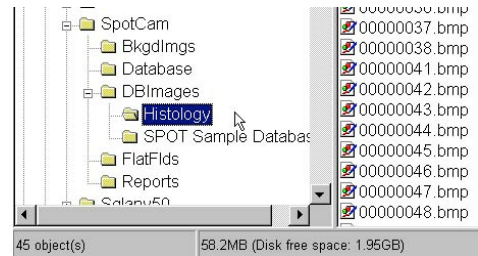 SpotCam
BkgdImgs
Database
DBImages
Histology
SPOT Sample Databas
FlatFlds
Reports
00000037.bmp
00000038.bmp
00000041.bmp
00000042.bmp
00000043.bmp
00000044.bmp
00000045.bmp
00000046.bmp
00000047.bmp
00000048.bmp
45 object(s)
58.2MB (Disk free space: 1.95GB)